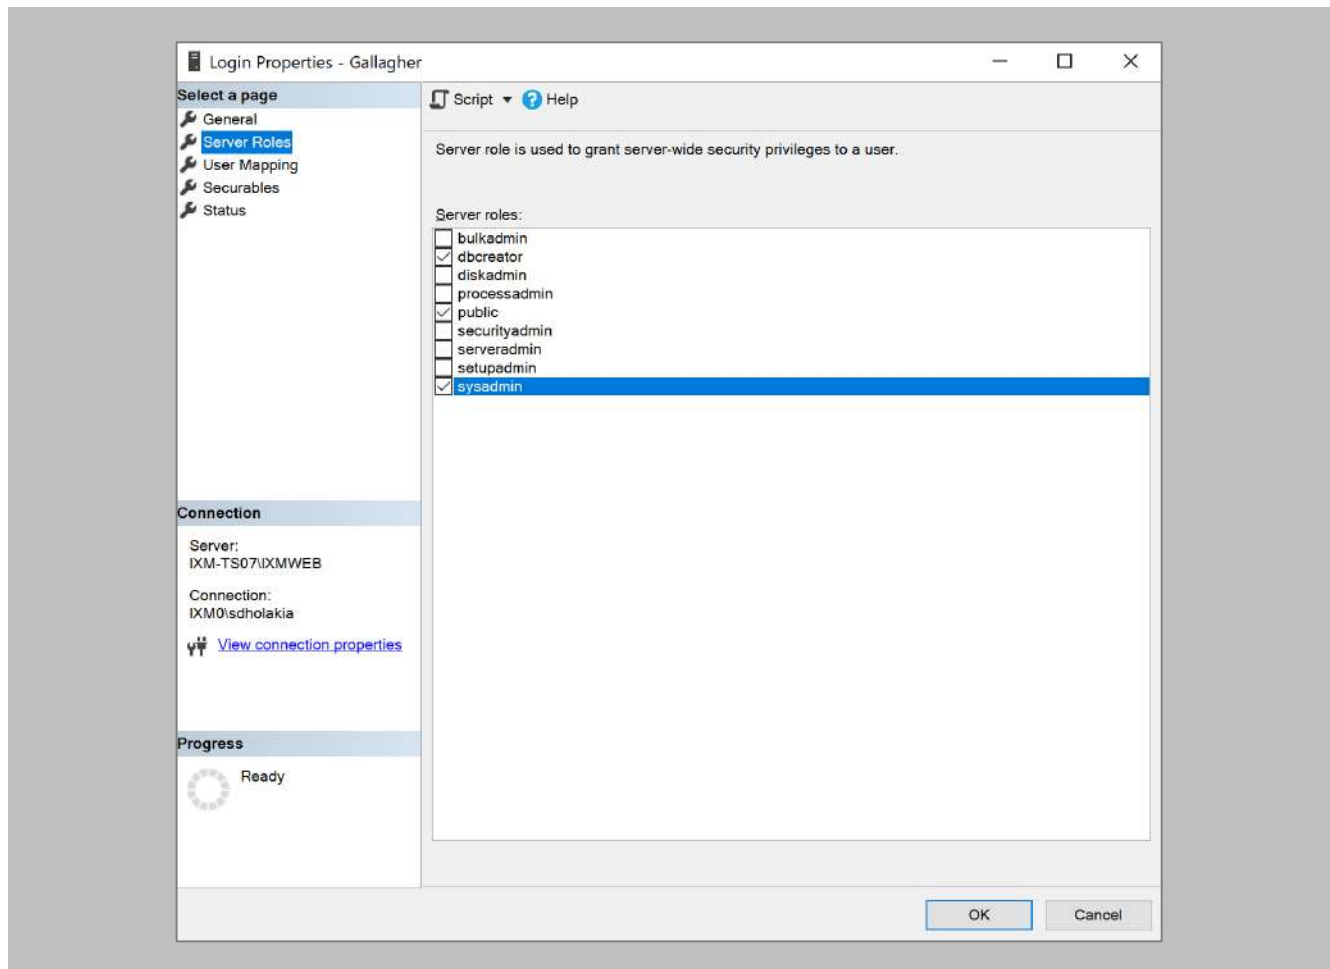 Login Properties - Gallagher
Select a page
General
Server Roles
User Mapping
Securables
Status
Script
Help
Server role is used to grant server-wide security privileges to a user.
Server roles:
bulkadmin
dbcreator
diskadmin
processadmin
public
securityadmin
serveradmin
setupadmin
sysadmin
Connection
Server:
IXM-TS07\IXMWEB
Connection:
IXM0\sdholakia
View connection properties
Progress
Ready
OK
Cancel